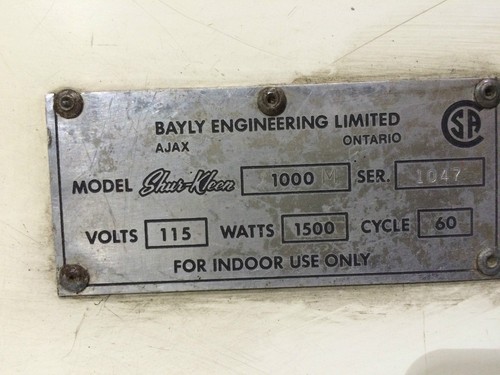 BAYLY ENGINEERING LIMITED
AJAX ONTARIO
SA
MODEL Shur-Kleen 1000 M SER. 1047
VOLTS 115 WATTS 1500 CYCLE 60
FOR INDOOR USE ONLY